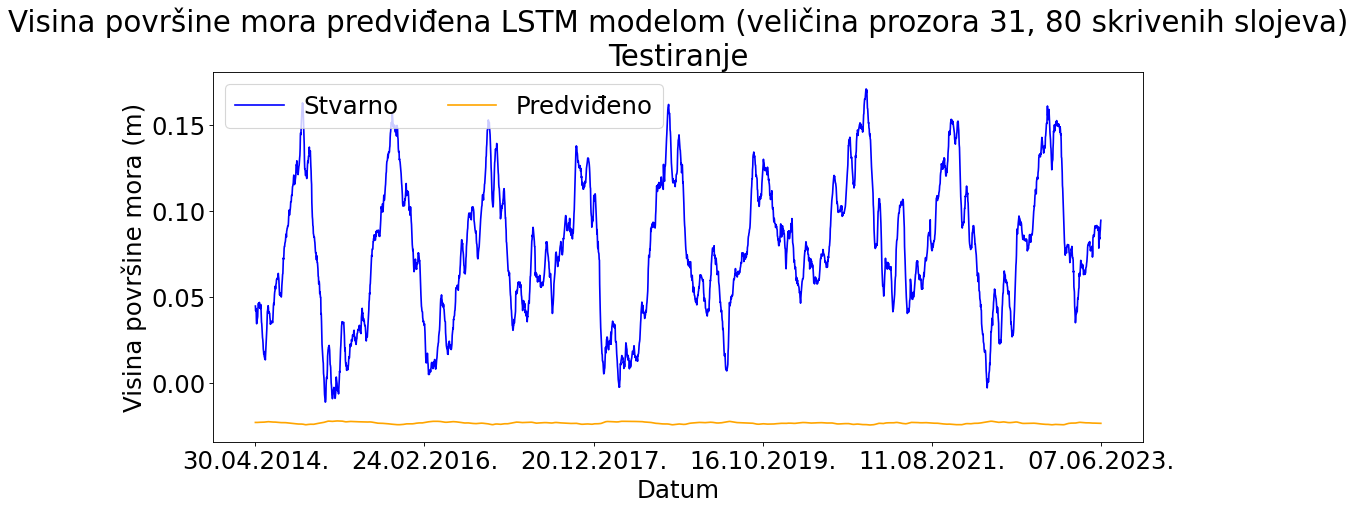 Visina površine mora predviđena LSTM modelom (veličina prozora 31, 80 skrivenih slojeva)
Testiranje
Stvarno
Predviđeno
Visina površine mora (m)
0.15
0.10
0.05
0.00
30.04.2014.
24.02.2016.
20.12.2017.
16.10.2019.
11.08.2021.
07.06.2023.
Datum